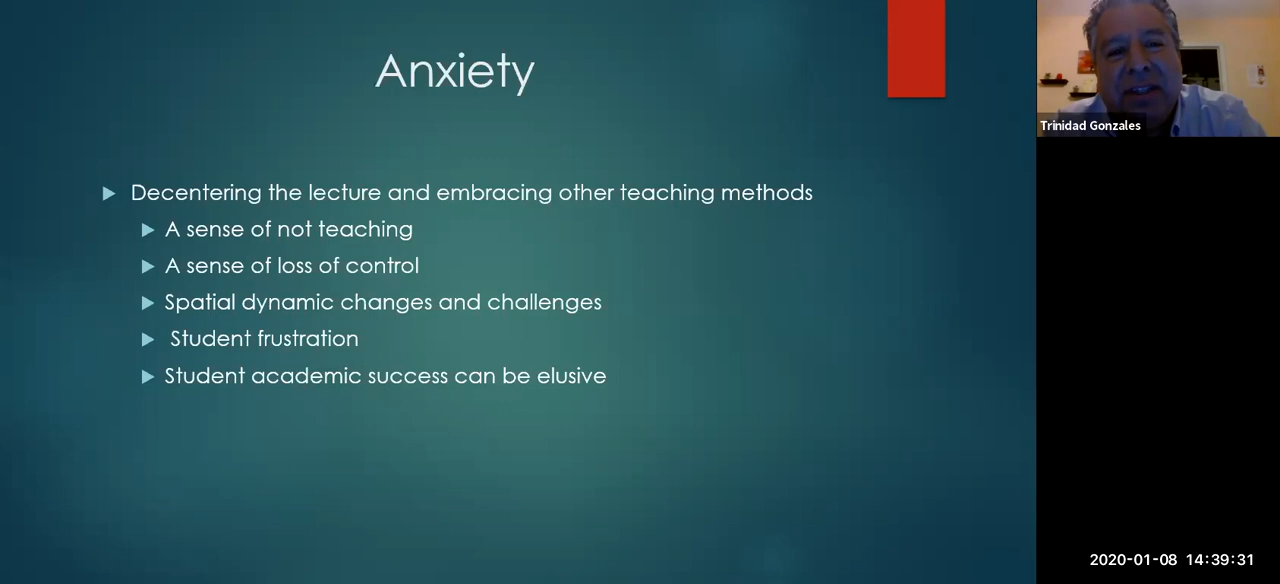 Anxiety
Decentering the lecture and embracing other teaching methods
A sense of not teaching
A sense of loss of control
Spatial dynamic changes and challenges
Student frustration
Student academic success can be elusive
Trinidad Gonzales
2020-01-08 14:39:31